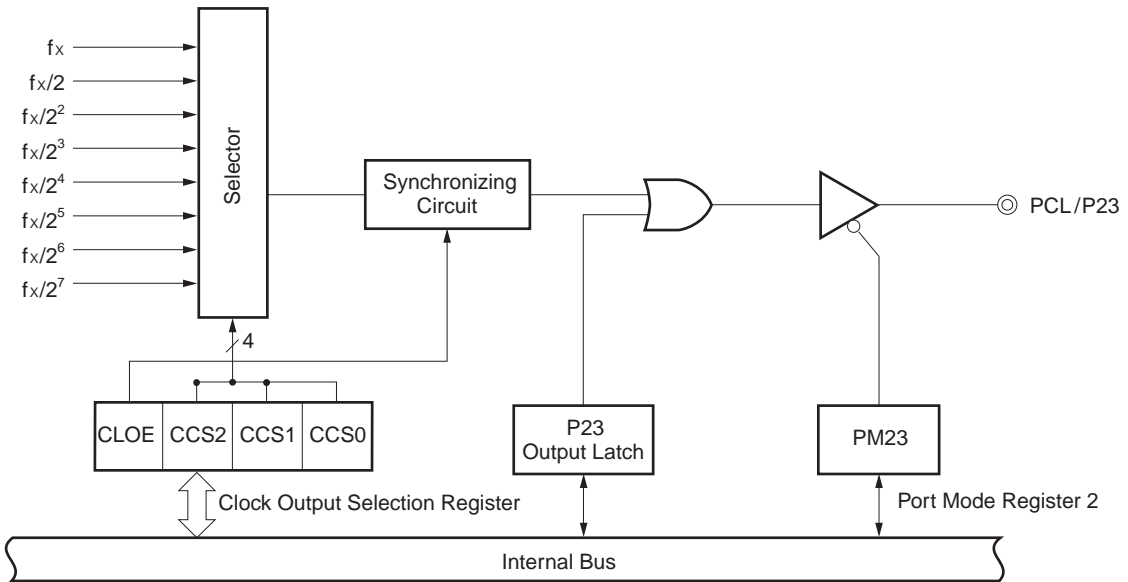 fX
fX/2
fX/2²
fX/2³
fX/2⁴
fX/2⁵
fX/2⁶
fX/2⁷
Selector
Synchronizing
Circuit
PCL/P23
4
CLOE CCS2 CCS1 CCS0
P23
Output Latch
PM23
Clock Output Selection Register
Port Mode Register 2
Internal Bus